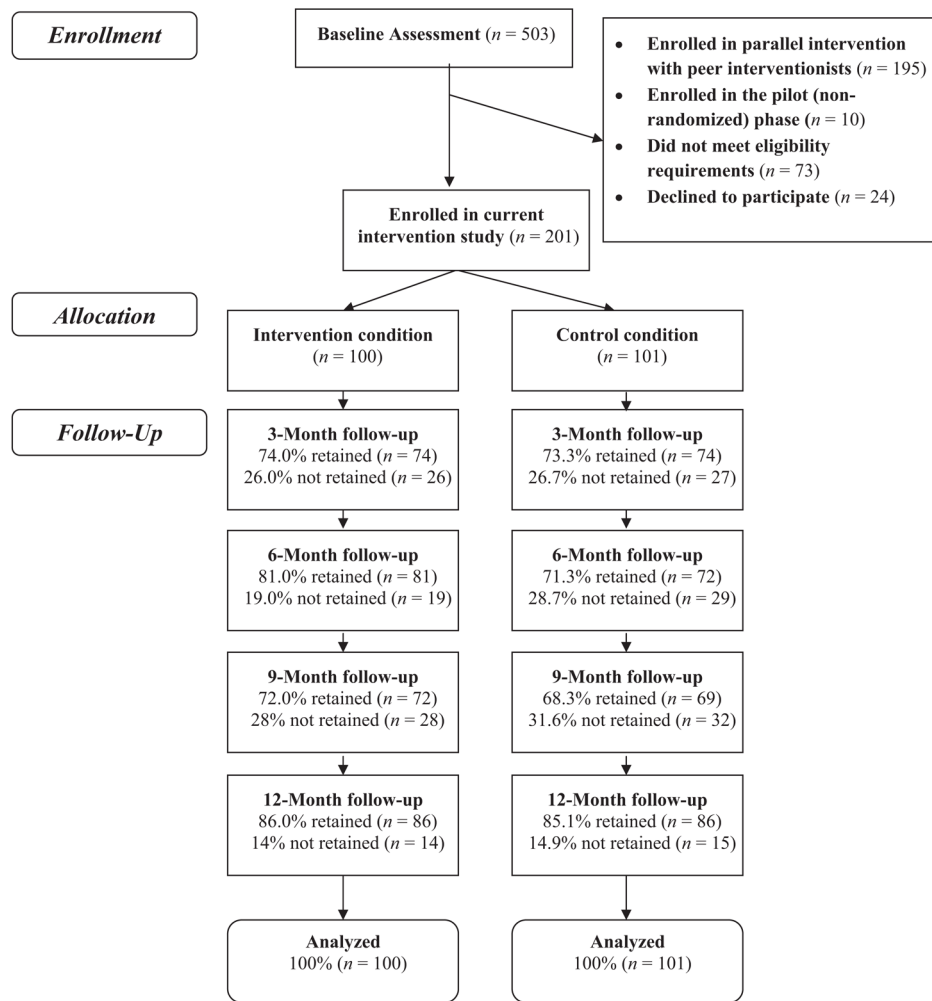 Enrollment
Baseline Assessment (n = 503)
• Enrolled in parallel intervention
with peer interventionists (n = 195)
• Enrolled in the pilot (non-
randomized) phase (n = 10)
• Did not meet eligibility
requirements (n = 73)
• Declined to participate (n = 24)
Enrolled in current
intervention study (n = 201)
Allocation
Intervention condition
(n = 100)
Control condition
(n = 101)
Follow-Up
3-Month follow-up
74.0% retained (n = 74)
26.0% not retained (n = 26)
3-Month follow-up
73.3% retained (n = 74)
26.7% not retained (n = 27)
6-Month follow-up
81.0% retained (n = 81)
19.0% not retained (n = 19)
6-Month follow-up
71.3% retained (n = 72)
28.7% not retained (n = 29)
9-Month follow-up
72.0% retained (n = 72)
28% not retained (n = 28)
9-Month follow-up
68.3% retained (n = 69)
31.6% not retained (n = 32)
12-Month follow-up
86.0% retained (n = 86)
14% not retained (n = 14)
12-Month follow-up
85.1% retained (n = 86)
14.9% not retained (n = 15)
Analyzed
100% (n = 100)
Analyzed
100% (n = 101)